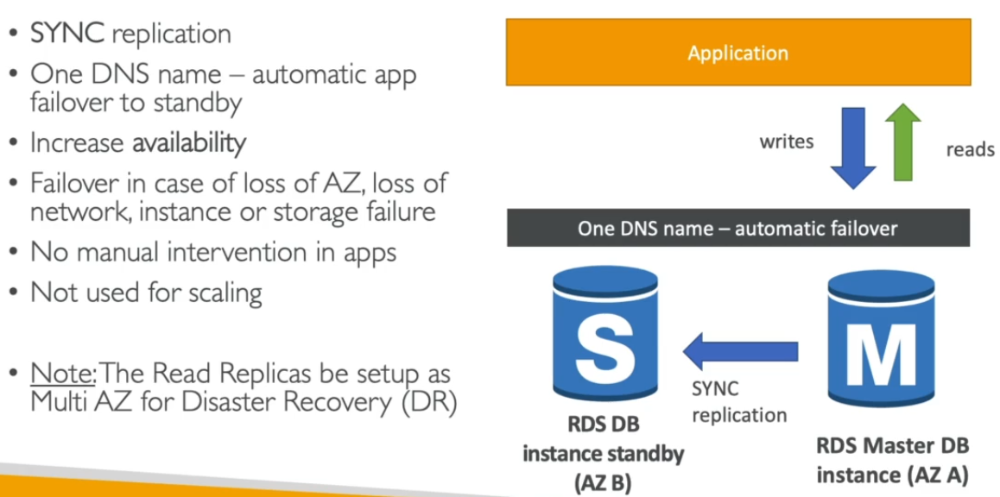 • SYNC replication
• One DNS name – automatic app
failover to standby
• Increase availability
• Failover in case of loss of AZ, loss of
network, instance or storage failure
• No manual intervention in apps
• Not used for scaling
• Note:The Read Replicas be setup as
Multi AZ for Disaster Recovery (DR)
Application
writes
reads
One DNS name – automatic failover
S
M
SYNC
replication
RDS DB
instance standby
(AZ B)
RDS Master DB
instance (AZ A)